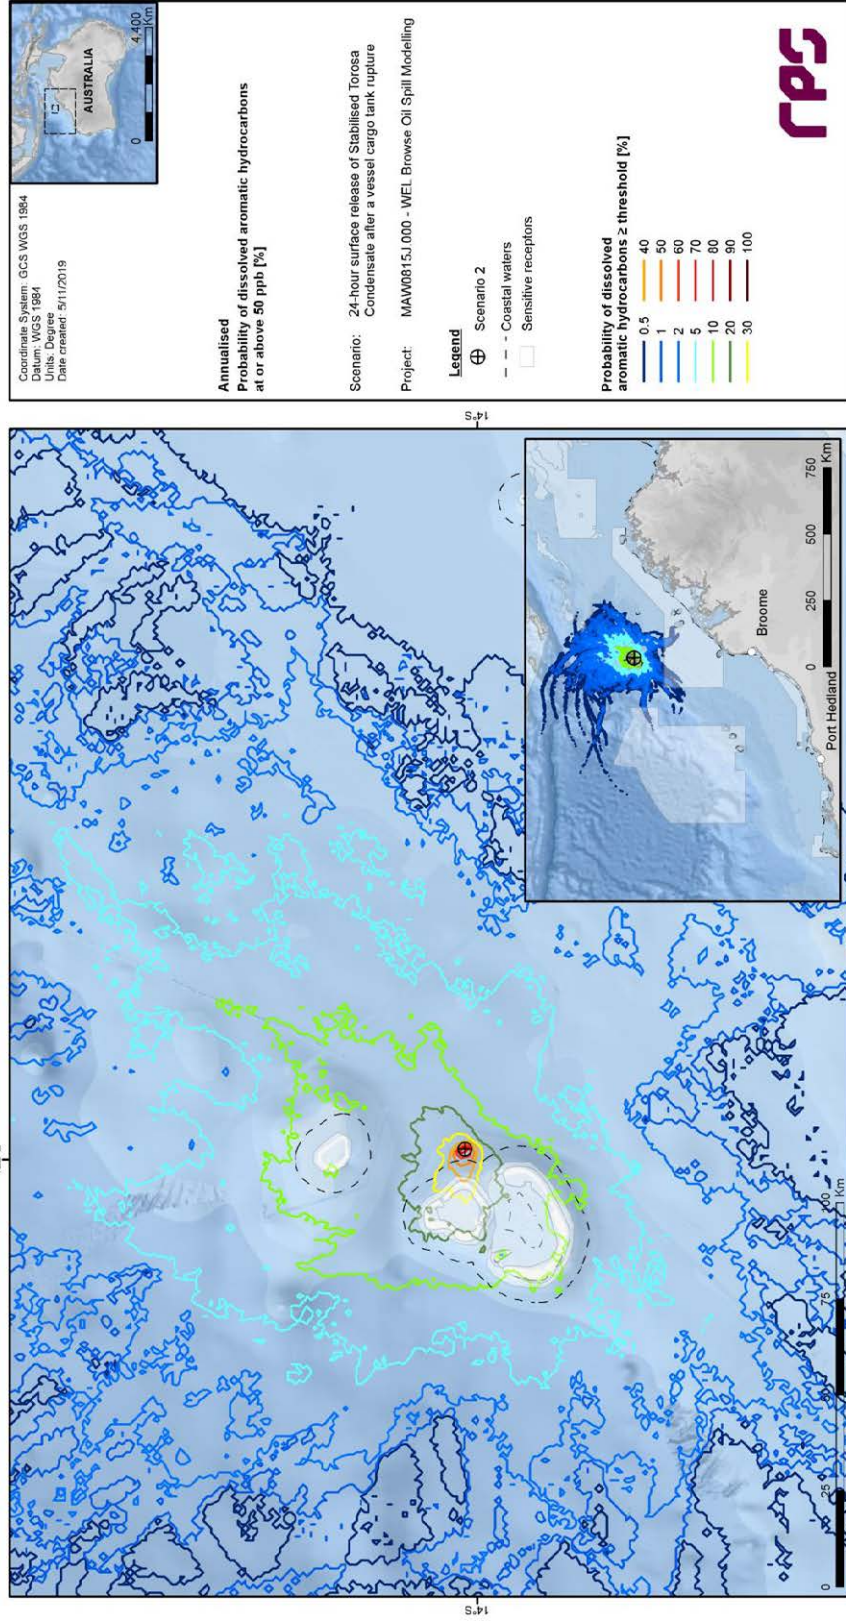 Coordinate System: GCS WGS 1984
Datum: WGS 1984
Units: Degree
Date created: 5/11/2019
AUSTRALIA
0
4,400
Km
Annualised
Probability of dissolved aromatic hydrocarbons
at or above 50 ppb [%]
Scenario: 24-hour surface release of Stabilised Torosa
Condensate after a vessel cargo tank rupture
Project: MAW0815J.000 - WEL Browse Oil Spill Modelling
Legend
Scenario 2
Coastal waters
Sensitive receptors
Probability of dissolved
aromatic hydrocarbons ≥ threshold [%]
0.5
1
2
5
10
20
30
40
50
60
70
80
90
100
rps
14°S
14°S
0
25
50
75
100
Km
Broome
Port Hedland
0
250
500
750
Km